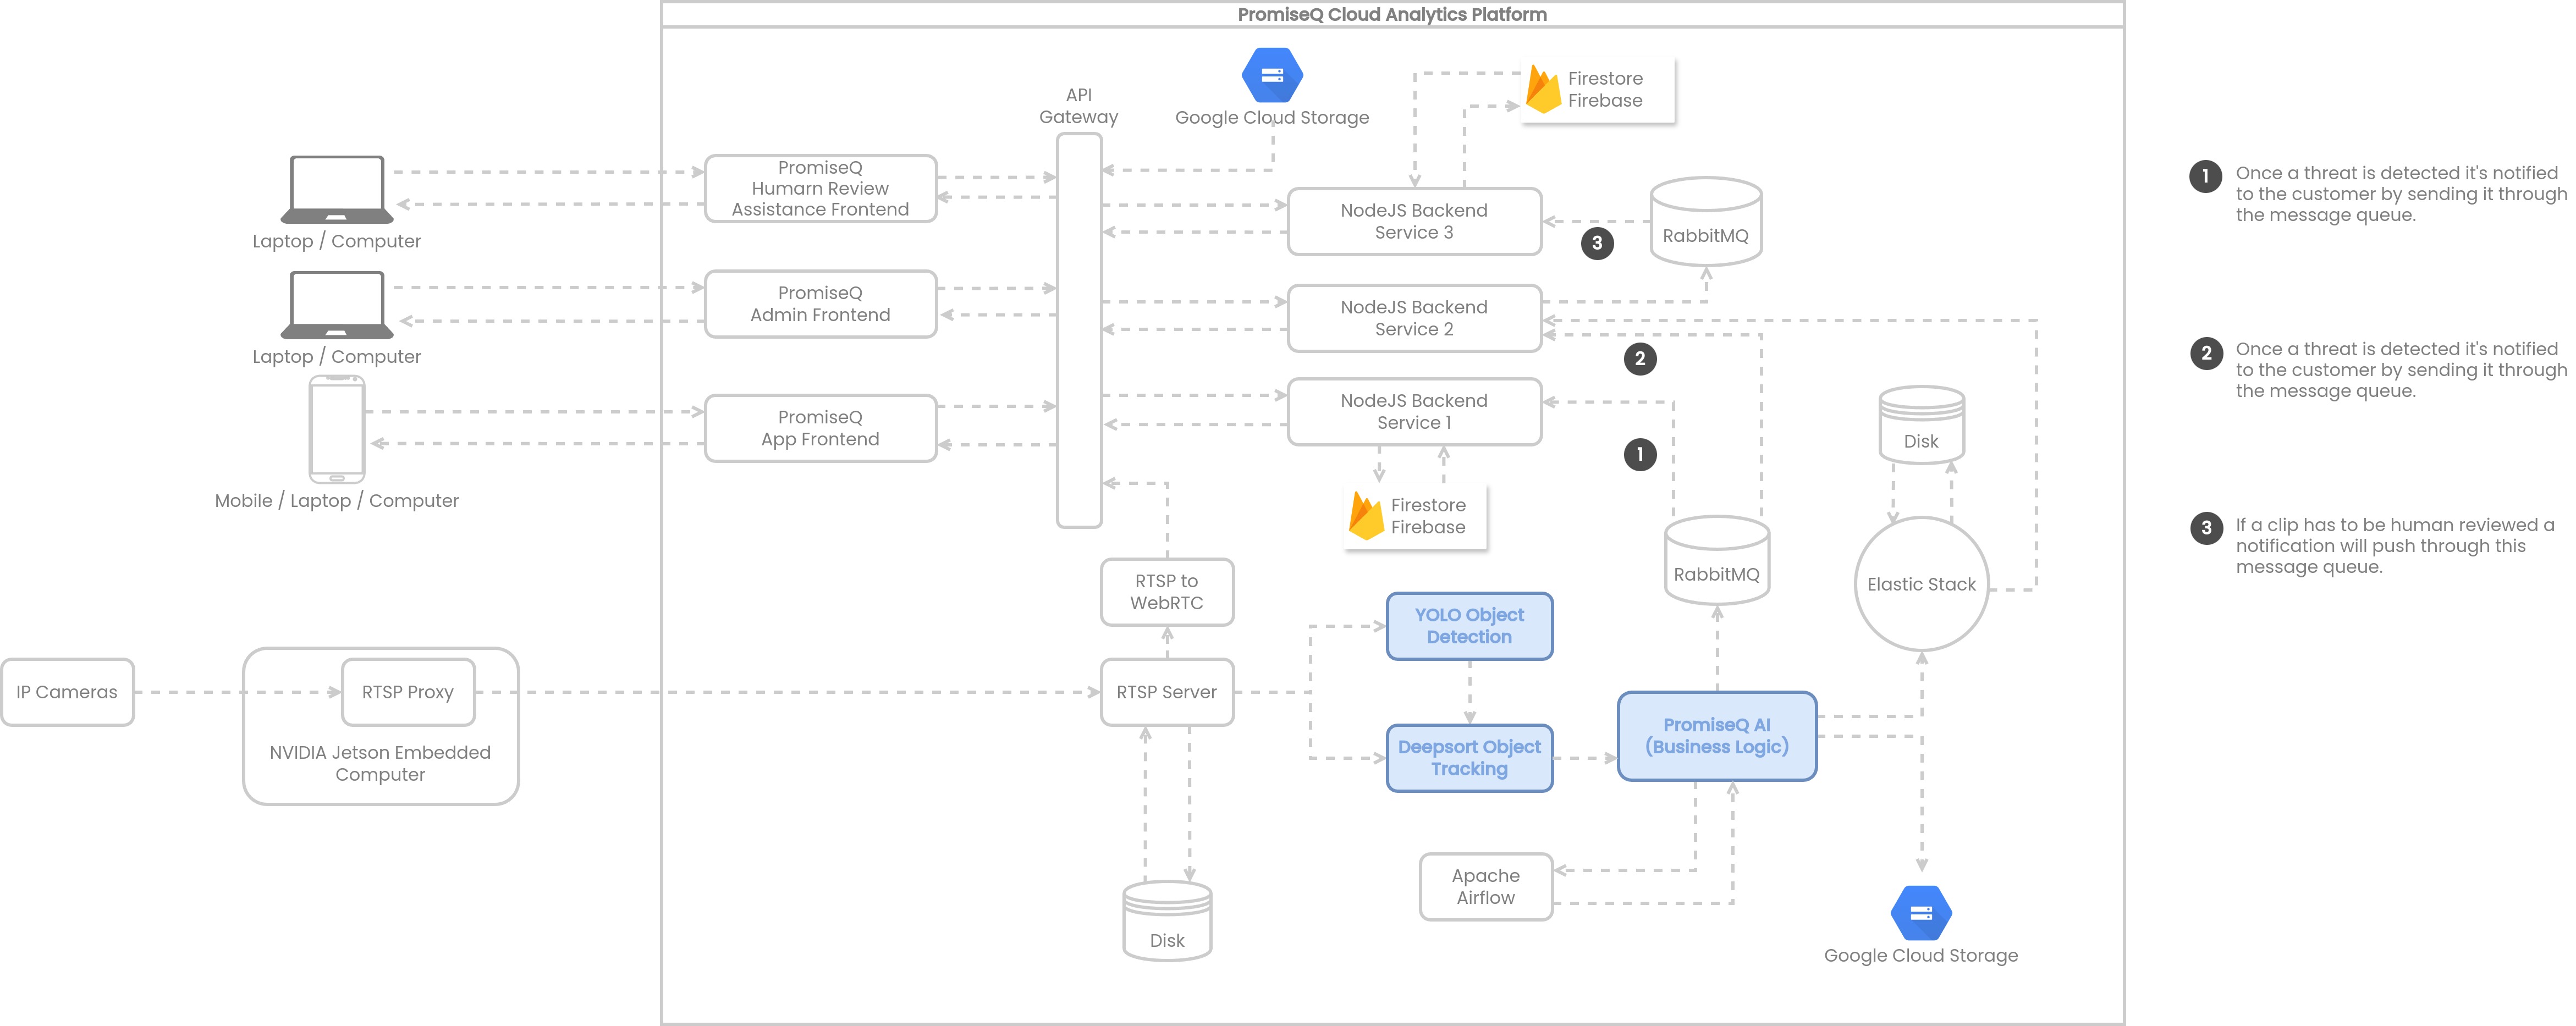 PromiseQ Cloud Analytics Platform
API
Gateway
Google Cloud Storage
Firestore
Firebase
Laptop / Computer
PromiseQ
Humarn Review
Assistance Frontend
NodeJS Backend
Service 3
3
RabbitMQ
Laptop / Computer
PromiseQ
Admin Frontend
NodeJS Backend
Service 2
2
Mobile / Laptop / Computer
PromiseQ
App Frontend
NodeJS Backend
Service 1
1
Firestore
Firebase
Disk
RabbitMQ
Elastic Stack
RTSP to
WebRTC
YOLO Object
Detection
IP Cameras
RTSP Proxy
NVIDIA Jetson Embedded
Computer
RTSP Server
Deepsort Object
Tracking
PromiseQ AI
(Business Logic)
Apache
Airflow
Disk
Google Cloud Storage
1
Once a threat is detected it's notified
to the customer by sending it through
the message queue.
2
Once a threat is detected it's notified
to the customer by sending it through
the message queue.
3
If a clip has to be human reviewed a
notification will push through this
message queue.